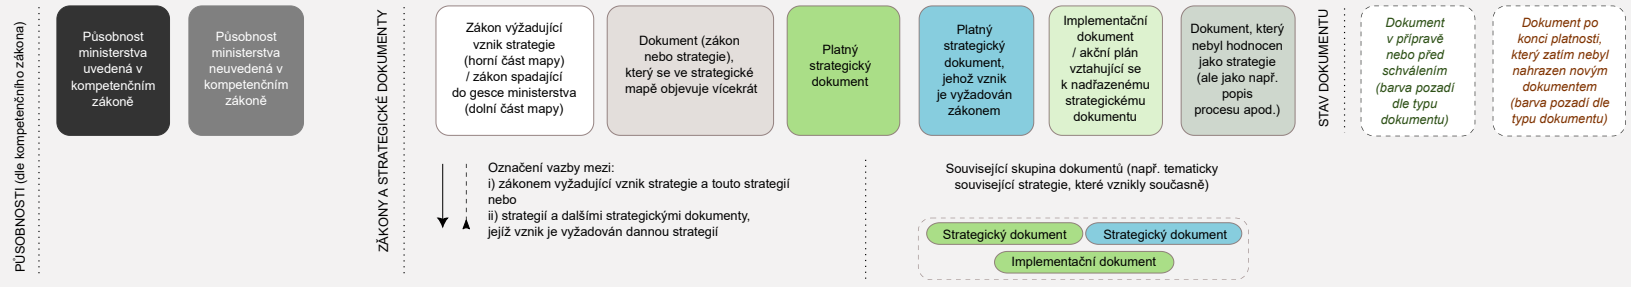 PŮSOBNOSTI (dle kompetenčního zákona)
Působnost
ministerstva
uvedená v
kompetenčním
zákoně
Působnost
ministerstva
neuvedená v
kompetenčním
zákoně
ZÃKONY A STRATEGICKÉ DOKUMENTY
Zákon výžadující
vznik strategie
(horní část mapy)
/ zákon spadající
do gesce ministerstva
(dolní část mapy)
Dokument (zákon
nebo strategie),
který se ve strategické
mapě objevuje vícekrát
Platný
strategický
dokument
Platný
strategický
dokument,
jehož vznik
je vyžadován
zákonem
Implementační
dokument
/ akční plán
vztahující se
k nadřazenému
strategickému
dokumentu
Dokument, který
nebyl hodnocen
jako strategie
(ale jako např.
popis
procesu apod.)
STAV DOKUMENTU
Dokument
v přípravě
nebo před
schválením
(barva pozadí
dle typu
dokumentu)
Dokument po
konci platnosti,
který zatím nebyl
nahrazen novým
dokumentem
(barva pozadí dle
typu dokumentu)
Označení vazby mezi:
i) zákonem vyžadující vznik strategie a touto strategií
nebo
ii) strategií a dalšími strategickými dokumenty,
jejíž vznik je vyžadován dannou strategií
Související skupina dokumentů (např. tematicky
související strategie, které vznikly současně)
Strategický dokument
Strategický dokument
Implementační dokument